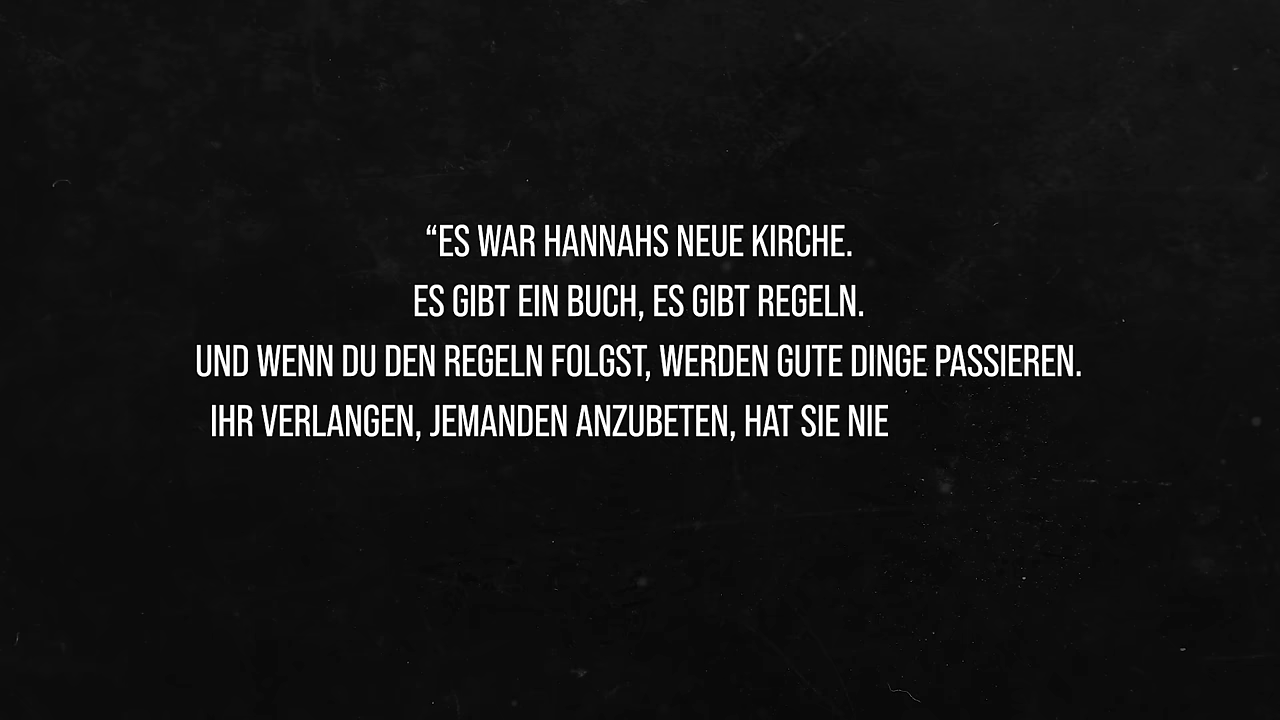 “ES WAR HANNAHS NEUE KIRCHE.
ES GIBT EIN BUCH, ES GIBT REGELN.
UND WENN DU DEN REGELN FOLGST, WERDEN GUTE DINGE PASSIEREN.
IHR VERLANGEN, JEMANDEN ANZUBETEN, HAT SIE NIE